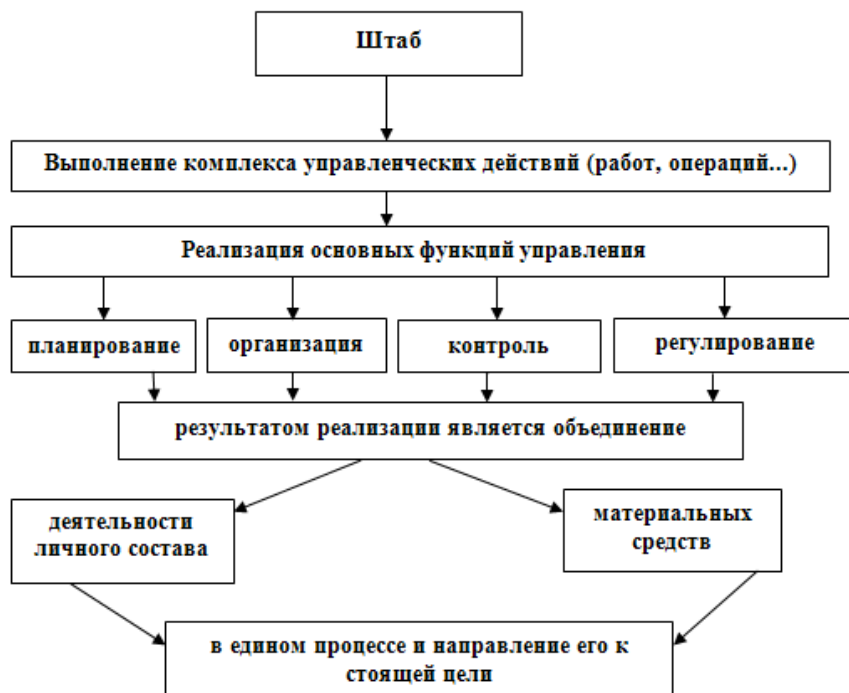 Штаб
Выполнение комплекса управленческих действий (работ, операций...)
Реализация основных функций управления
планирование
организация
контроль
регулирование
результатом реализации является объединение
деятельности
личного состава
материальных
средств
в едином процессе и направление его к
стоящей цели